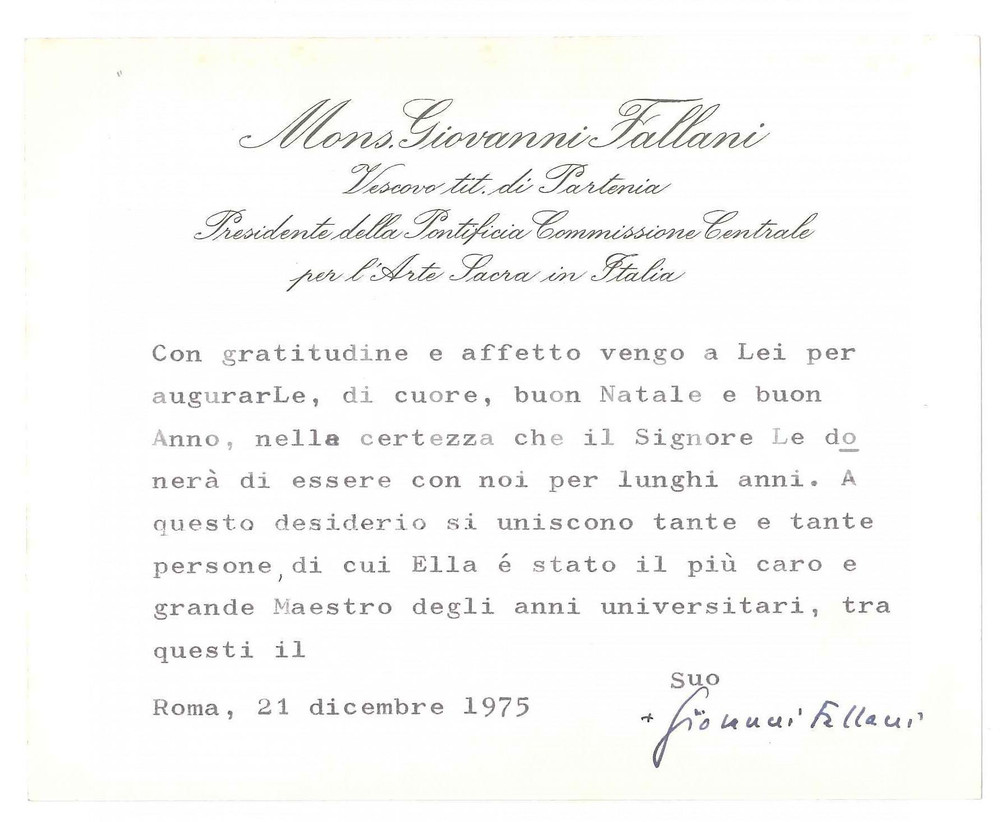 Mons. Giovanni Fallani
Vescovo tit. di Partenia
Presidente della Pontificia Commissione Centrale
per l'Arte Sacra in Italia
Con gratitudine e affetto vengo a Lei per
augurarLe, di cuore, buon Natale e buon
Anno, nella certezza che il Signore Le do
nerà di essere con noi per lunghi anni. A
questo desiderio si uniscono tante e tante
persone, di cui Ella é stato il più caro e
grande Maestro degli anni universitari, tra
questi il
Suo
Roma, 21 dicembre 1975
+ Giovanni Fallani